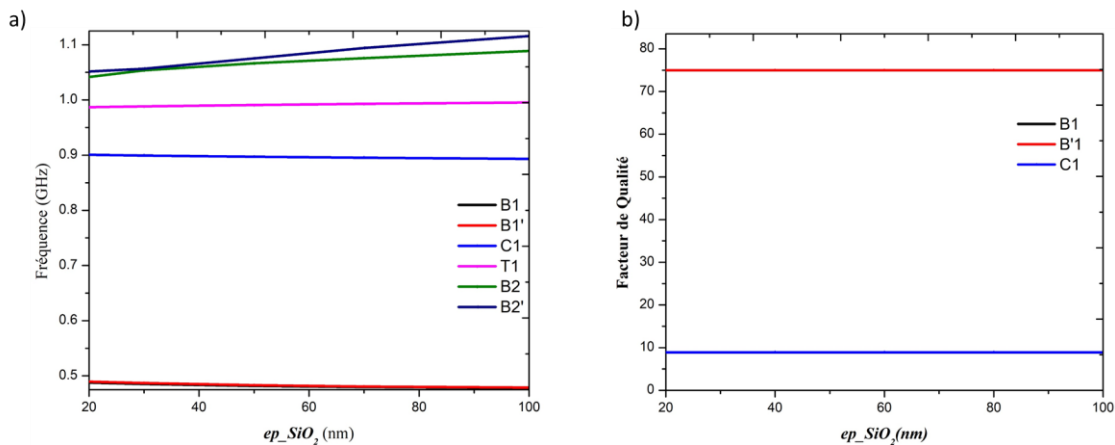 a)
Fréquence (GHz)
1.1
1.0
0.9
0.8
0.7
0.6
0.5
B1
B1'
C1
T1
B2
B2'
20 40 60 80 100
ep_SiO2 (nm)
b)
Facteur de Qualité
80
70
60
50
40
30
20
10
0
B1
B'1
C1
20 40 60 80 100
ep_SiO2(nm)